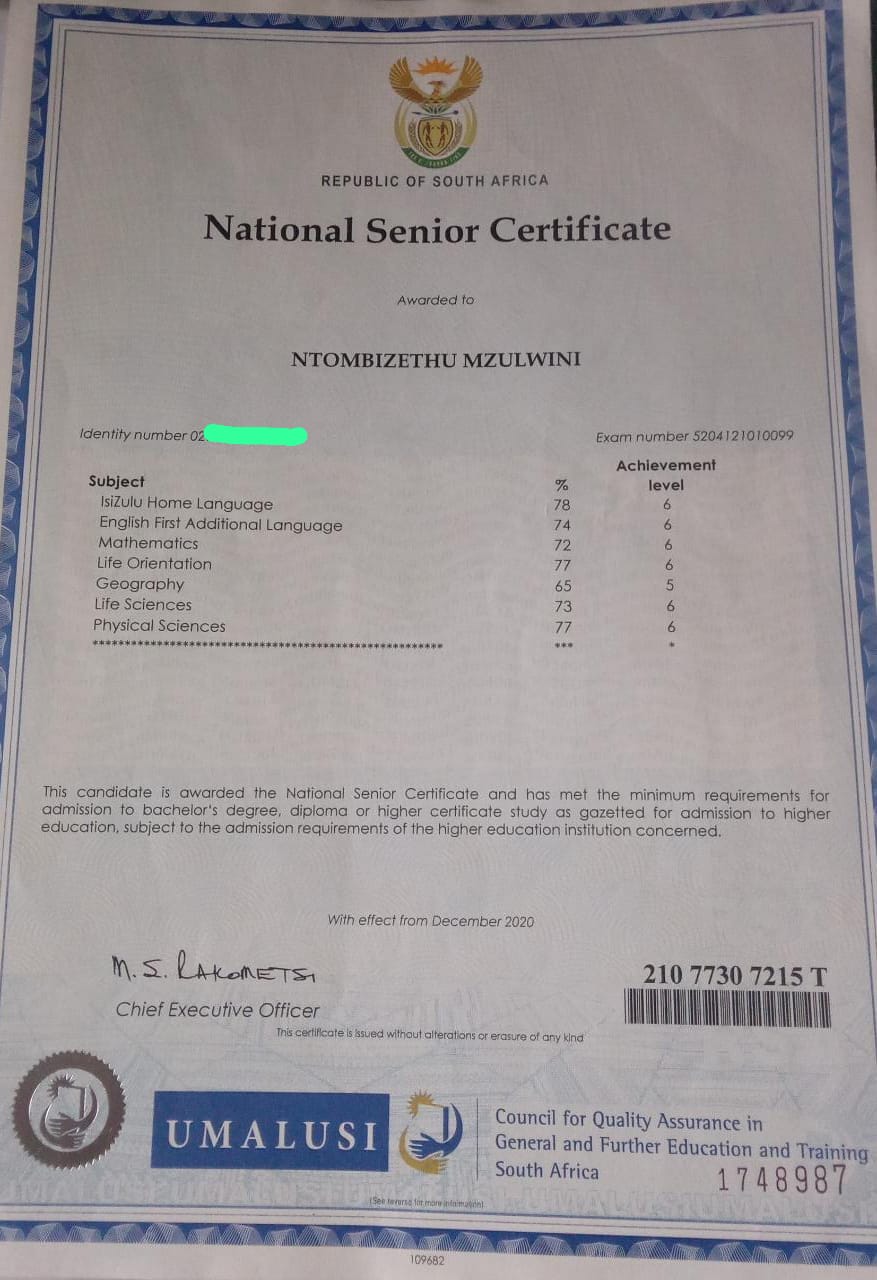 REPUBLIC OF SOUTH AFRICA
National Senior Certificate
Awarded to
NTOMBIZETHU MZULWINI
Identity number 02
Exam number 5204121010099
Subject % Achievement level
IsiZulu Home Language 78 6
English First Additional Language 74 6
Mathematics 72 6
Life Orientation 77 6
Geography 65 5
Life Sciences 73 6
Physical Sciences 77 6
****************************************************** *** *
This candidate is awarded the National Senior Certificate and has met the minimum requirements for
admission to bachelor's degree, diploma or higher certificate study as gazetted for admission to higher
education, subject to the admission requirements of the higher education institution concerned.
With effect from December 2020
M.S. RAKOMETSI
Chief Executive Officer
210 7730 7215 T
This certificate is issued without alterations or erasure of any kind
UMALUSI
Council for Quality Assurance in
General and Further Education and Training
South Africa
1748987
(See reverse for more information)
109682